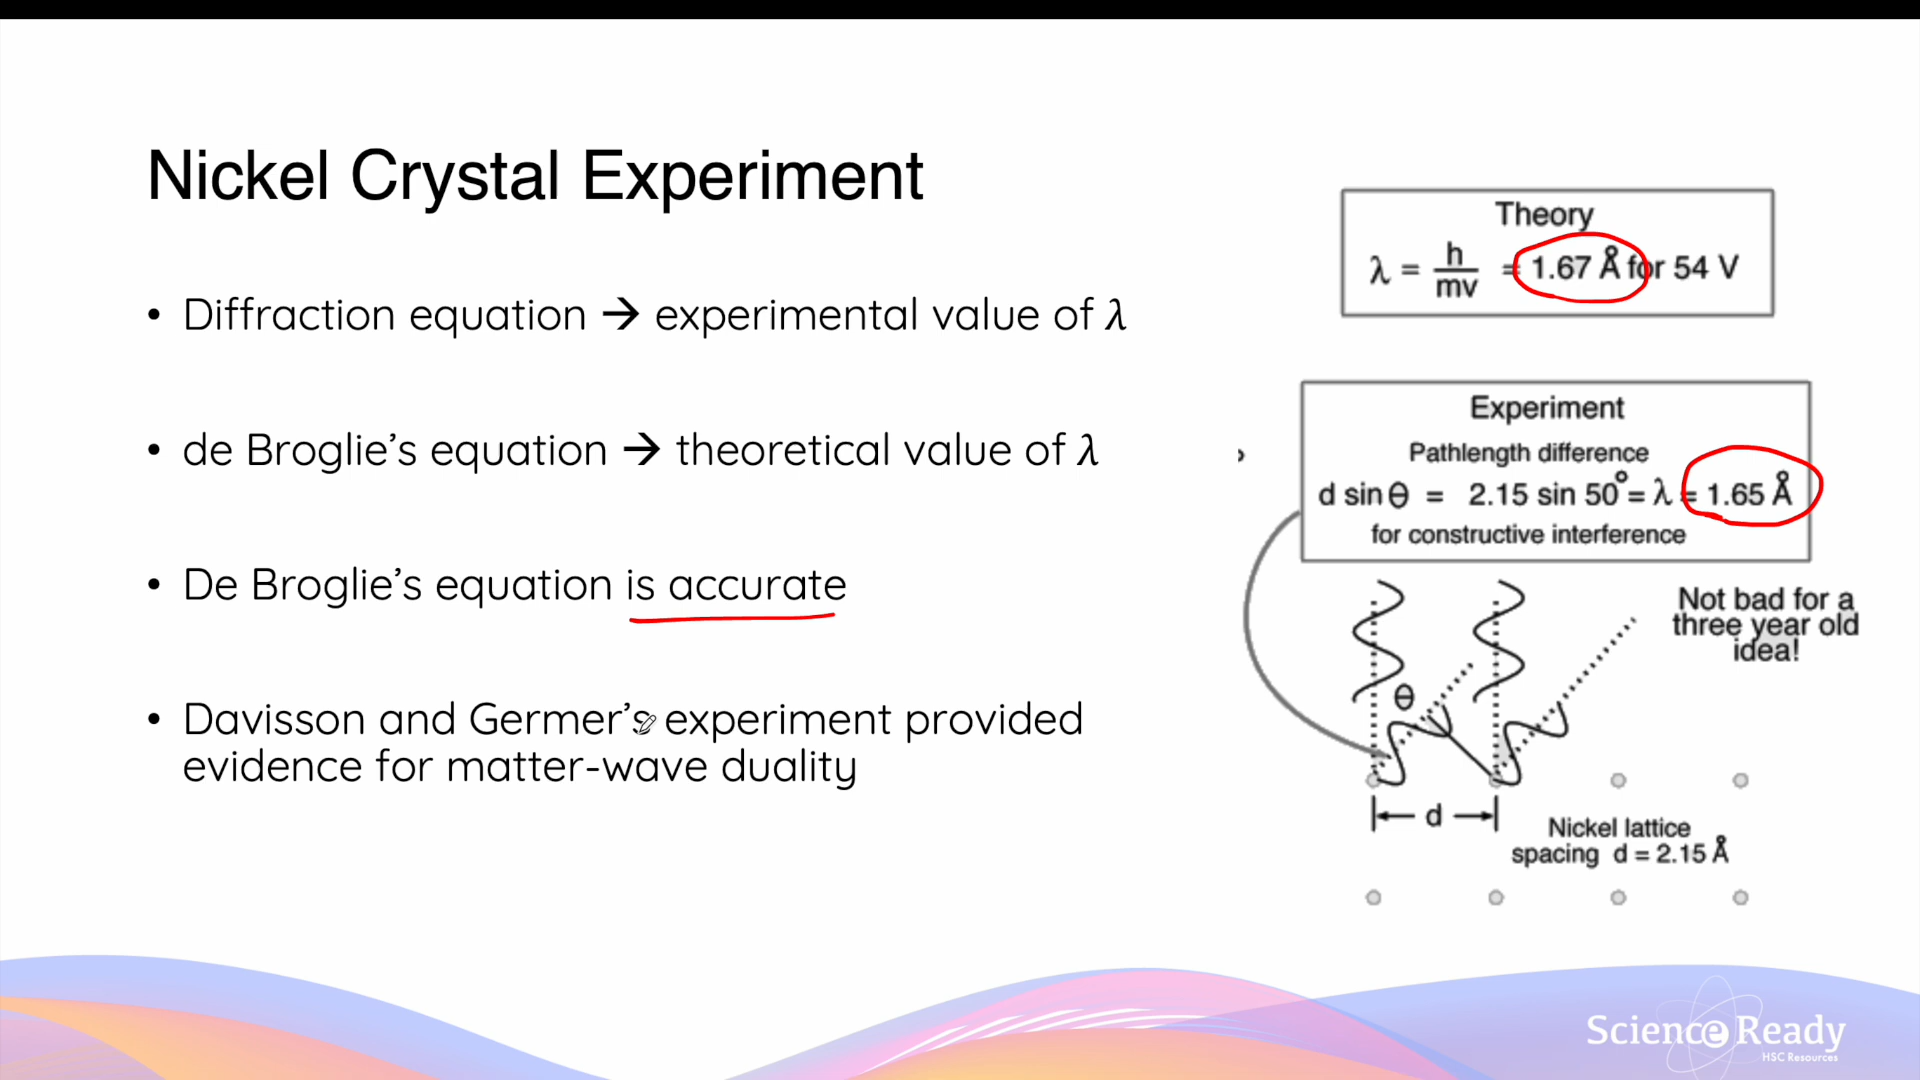 Nickel Crystal Experiment
• Diffraction equation → experimental value of λ
• de Broglie’s equation → theoretical value of λ
• De Broglie’s equation is accurate
• Davisson and Germer’s experiment provided
evidence for matter-wave duality
Theory
λ = h/mv = 1.67 Å for 54 V
Experiment
Pathlength difference
d sin θ = 2.15 sin 50° = λ = 1.65 Å
for constructive interference
Not bad for a
three year old
idea!
θ
d
Nickel lattice
spacing d = 2.15 Å
Science Ready
HSC Resources